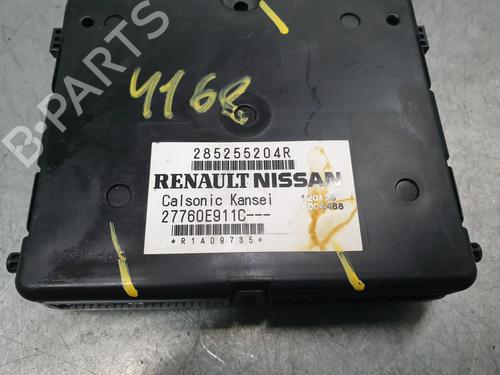 B-PARTS
4168
285255204R
RENAULT NISSAN
Calsonic Kansei
27760E911C---
*R1A09735*